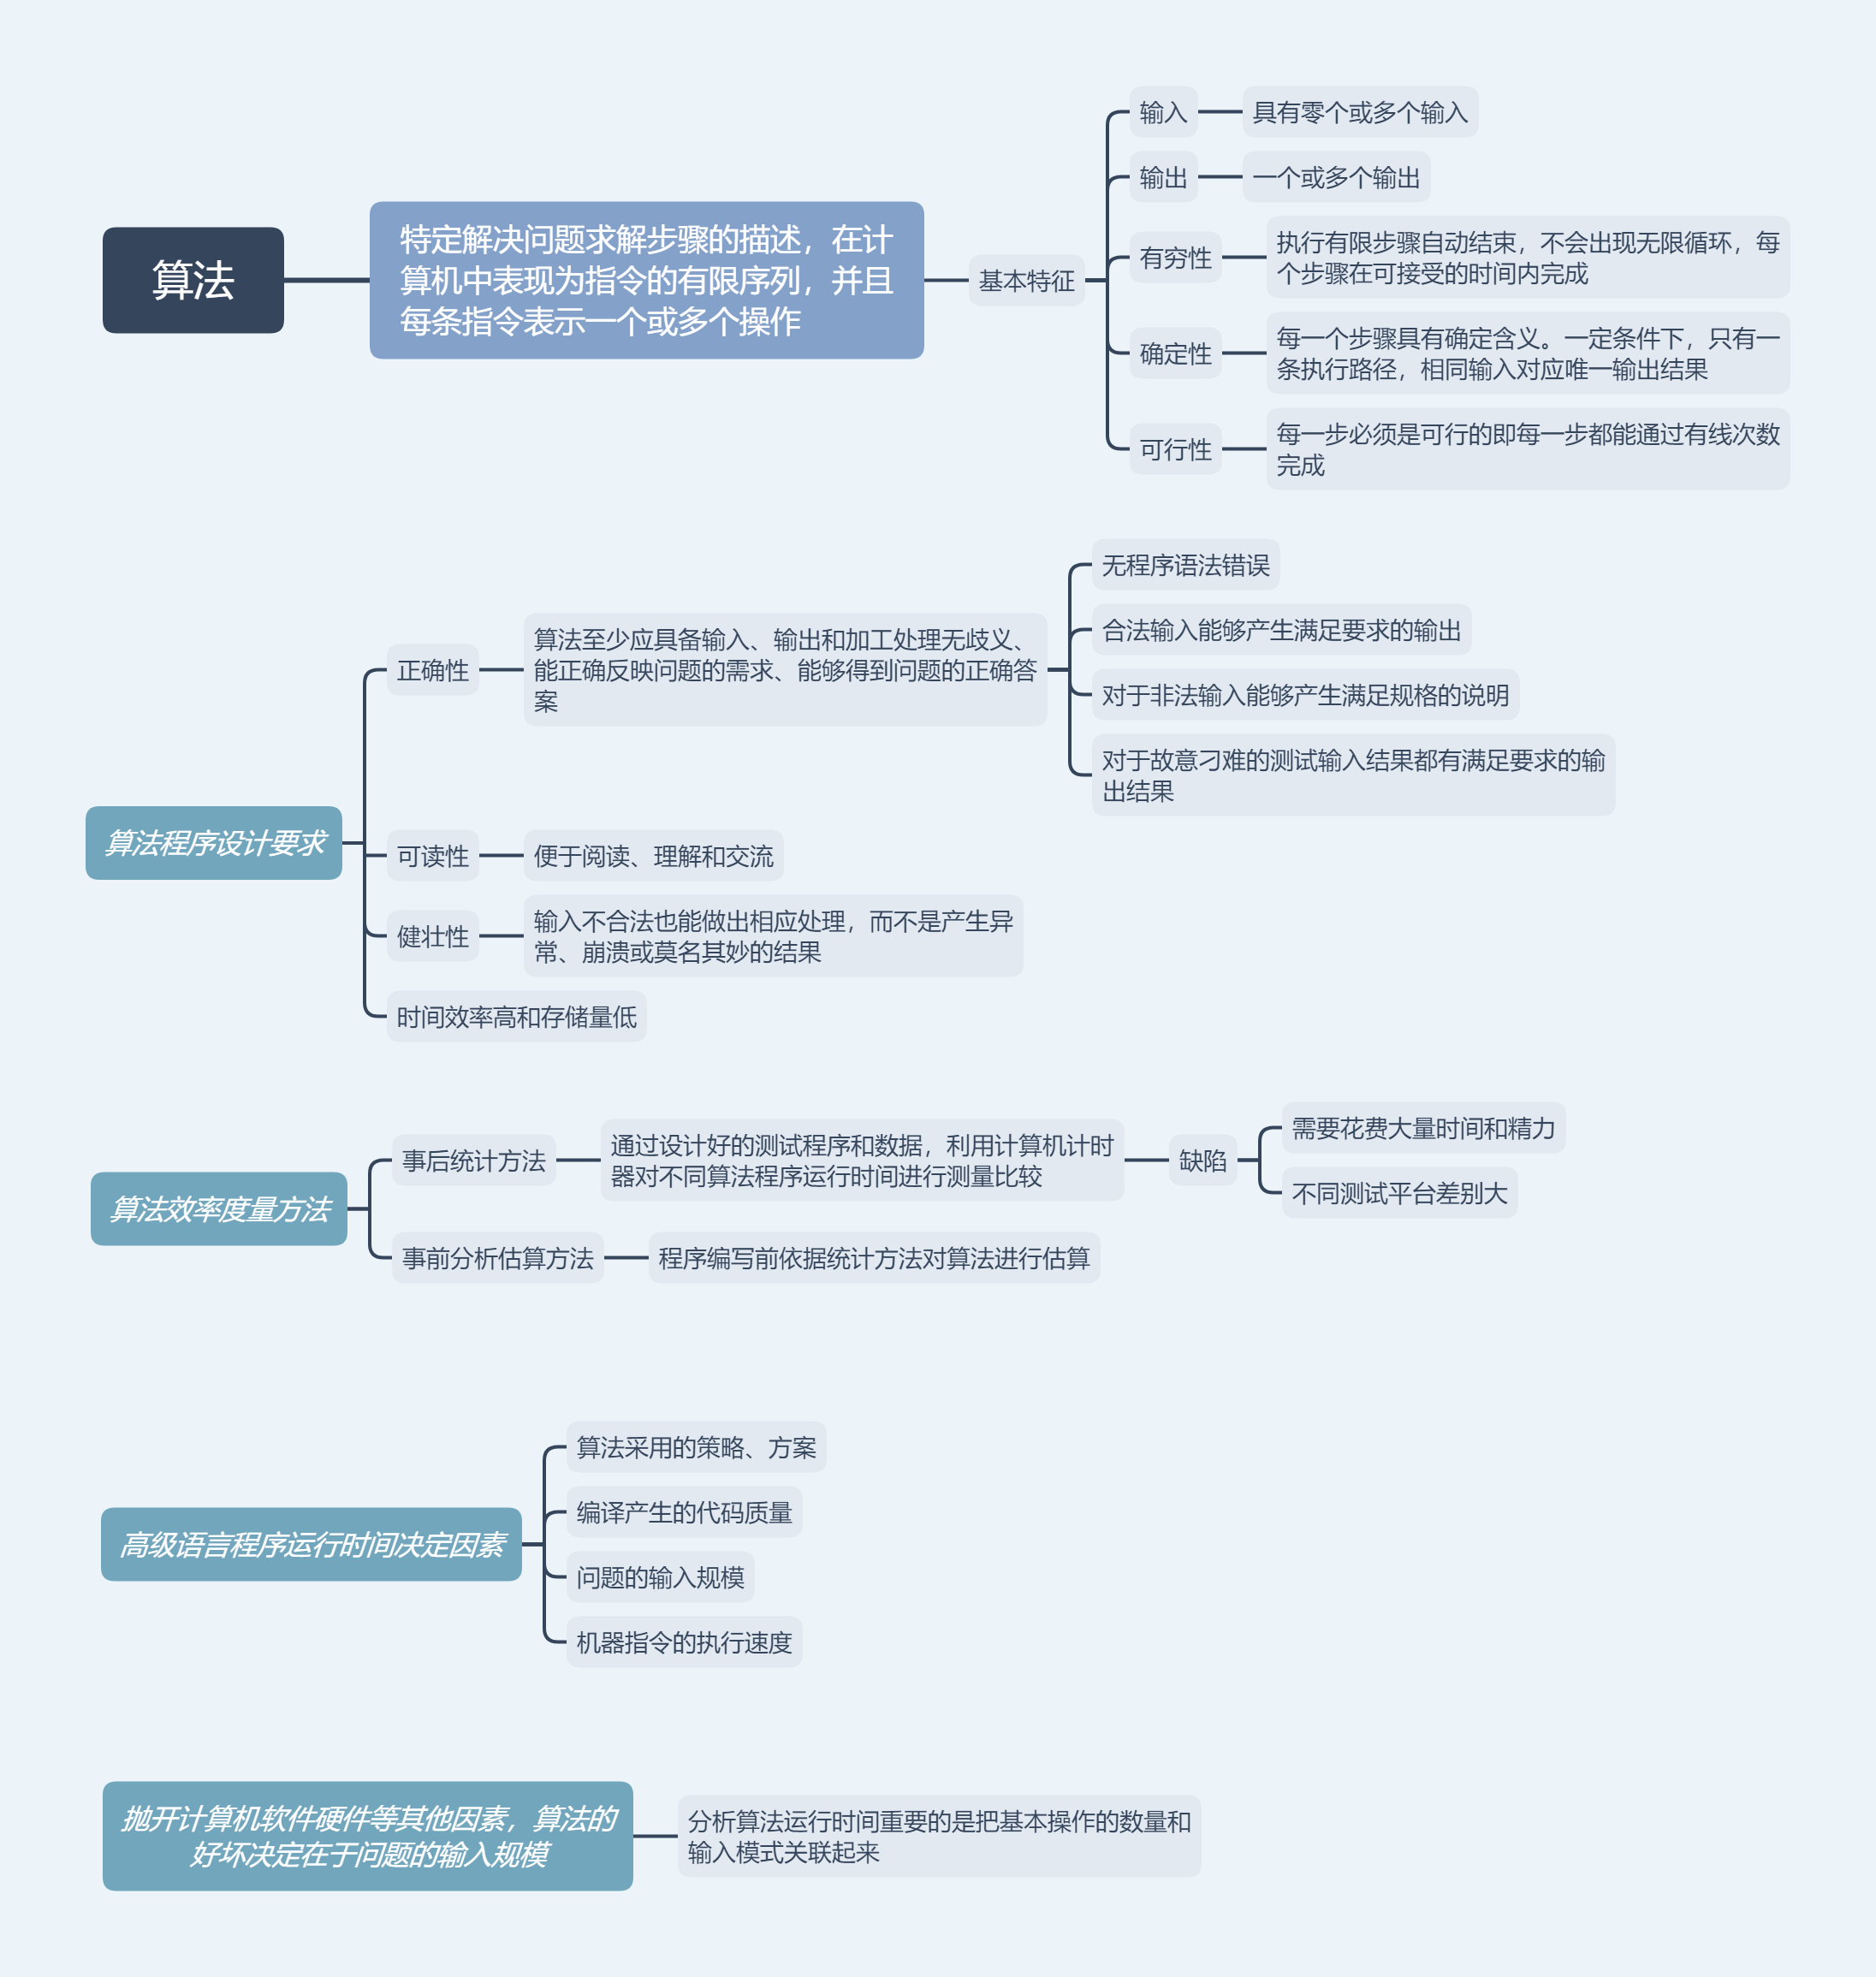 算法
特定解决问题求解步骤的描述，在计
算机中表现为指令的有限序列，并且
每条指令表示一个或多个操作
基本特征
输入
具有零个或多个输入
输出
一个或多个输出
有穷性
执行有限步骤自动结束，不会出现无限循环，每
个步骤在可接受的时间内完成
确定性
每一个步骤具有确定含义。一定条件下，只有一
条执行路径，相同输入对应唯一输出结果
可行性
每一步必须是可行的即每一步都能通过有线次数
完成
算法程序设计要求
正确性
算法至少应具备输入、输出和加工处理无歧义、
能正确反映问题的需求、能够得到问题的正确答
案
无程序语法错误
合法输入能够产生满足要求的输出
对于非法输入能够产生满足规格的说明
对于故意刁难的测试输入结果都有满足要求的输
出结果
可读性
便于阅读、理解和交流
健壮性
输入不合法也能做出相应处理，而不是产生异
常、崩溃或莫名其妙的结果
时间效率高和存储量低
算法效率度量方法
事后统计方法
通过设计好的测试程序和数据，利用计算机计时
器对不同算法程序运行时间进行测量比较
缺陷
需要花费大量时间和精力
不同测试平台差别大
事前分析估算方法
程序编写前依据统计方法对算法进行估算
高级语言程序运行时间决定因素
算法采用的策略、方案
编译产生的代码质量
问题的输入规模
机器指令的执行速度
抛开计算机软件硬件等其他因素，算法的
好坏决定在于问题的输入规模
分析算法运行时间重要的是把基本操作的数量和
输入模式关联起来